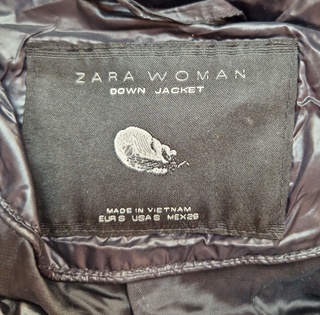 ZARA WOMAN
DOWN JACKET
MADE IN VIETNAM
EUR S USA S MEX 26